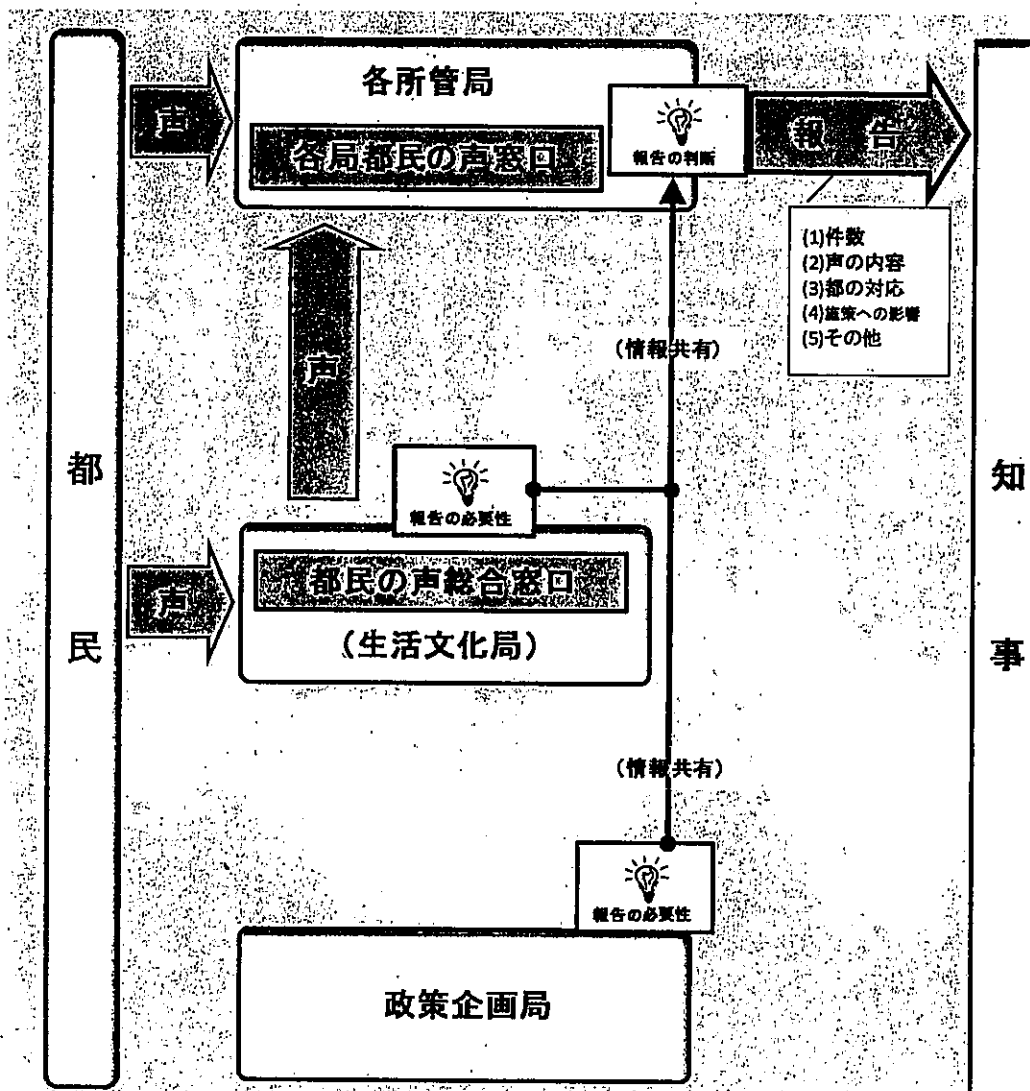 都民
声
各所管局
各局都民の声窓口
報告の判断
報告
(1)件数
(2)声の内容
(3)都の対応
(4)施策への影響
(5)その他
知事
声
(情報共有)
報告の必要性
声
都民の声総合窓口
(生活文化局)
(情報共有)
報告の必要性
政策企画局